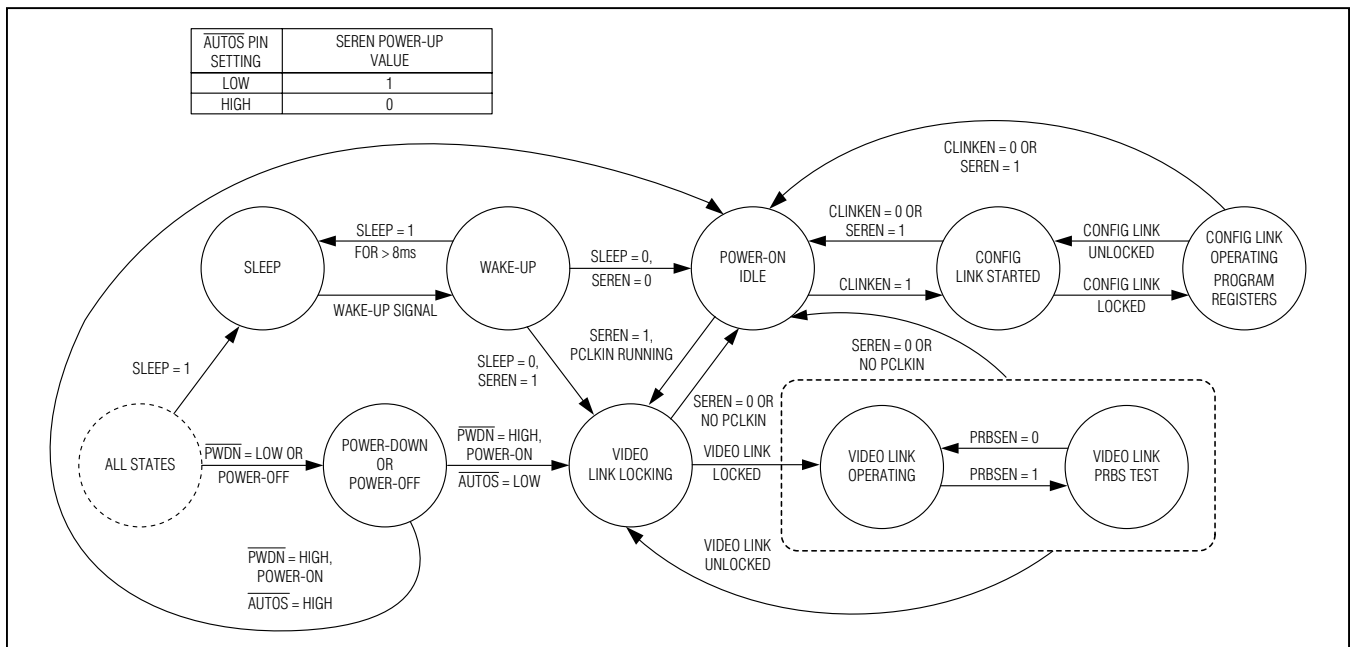 AUTOS PIN
SETTING
SEREN POWER-UP
VALUE
LOW
1
HIGH
0
CLINKEN = 0 OR
SEREN = 1
SLEEP
SLEEP = 1
FOR > 8ms
WAKE-UP SIGNAL
WAKE-UP
SLEEP = 0,
SEREN = 0
POWER-ON
IDLE
CLINKEN = 0 OR
SEREN = 1
CLINKEN = 1
CONFIG
LINK STARTED
CONFIG LINK
UNLOCKED
CONFIG LINK
LOCKED
CONFIG LINK
OPERATING
PROGRAM
REGISTERS
SLEEP = 1
SLEEP = 0,
SEREN = 1
SEREN = 1,
PCLKIN RUNNING
SEREN = 0 OR
NO PCLKIN
SEREN = 0 OR
NO PCLKIN
ALL STATES
PWDN = LOW OR
POWER-OFF
POWER-DOWN
OR
POWER-OFF
PWDN = HIGH,
POWER-ON
AUTOS = LOW
VIDEO
LINK LOCKING
VIDEO LINK
LOCKED
VIDEO LINK
OPERATING
PRBSEN = 0
PRBSEN = 1
VIDEO LINK
PRBS TEST
PWDN = HIGH,
POWER-ON
AUTOS = HIGH
VIDEO LINK
UNLOCKED